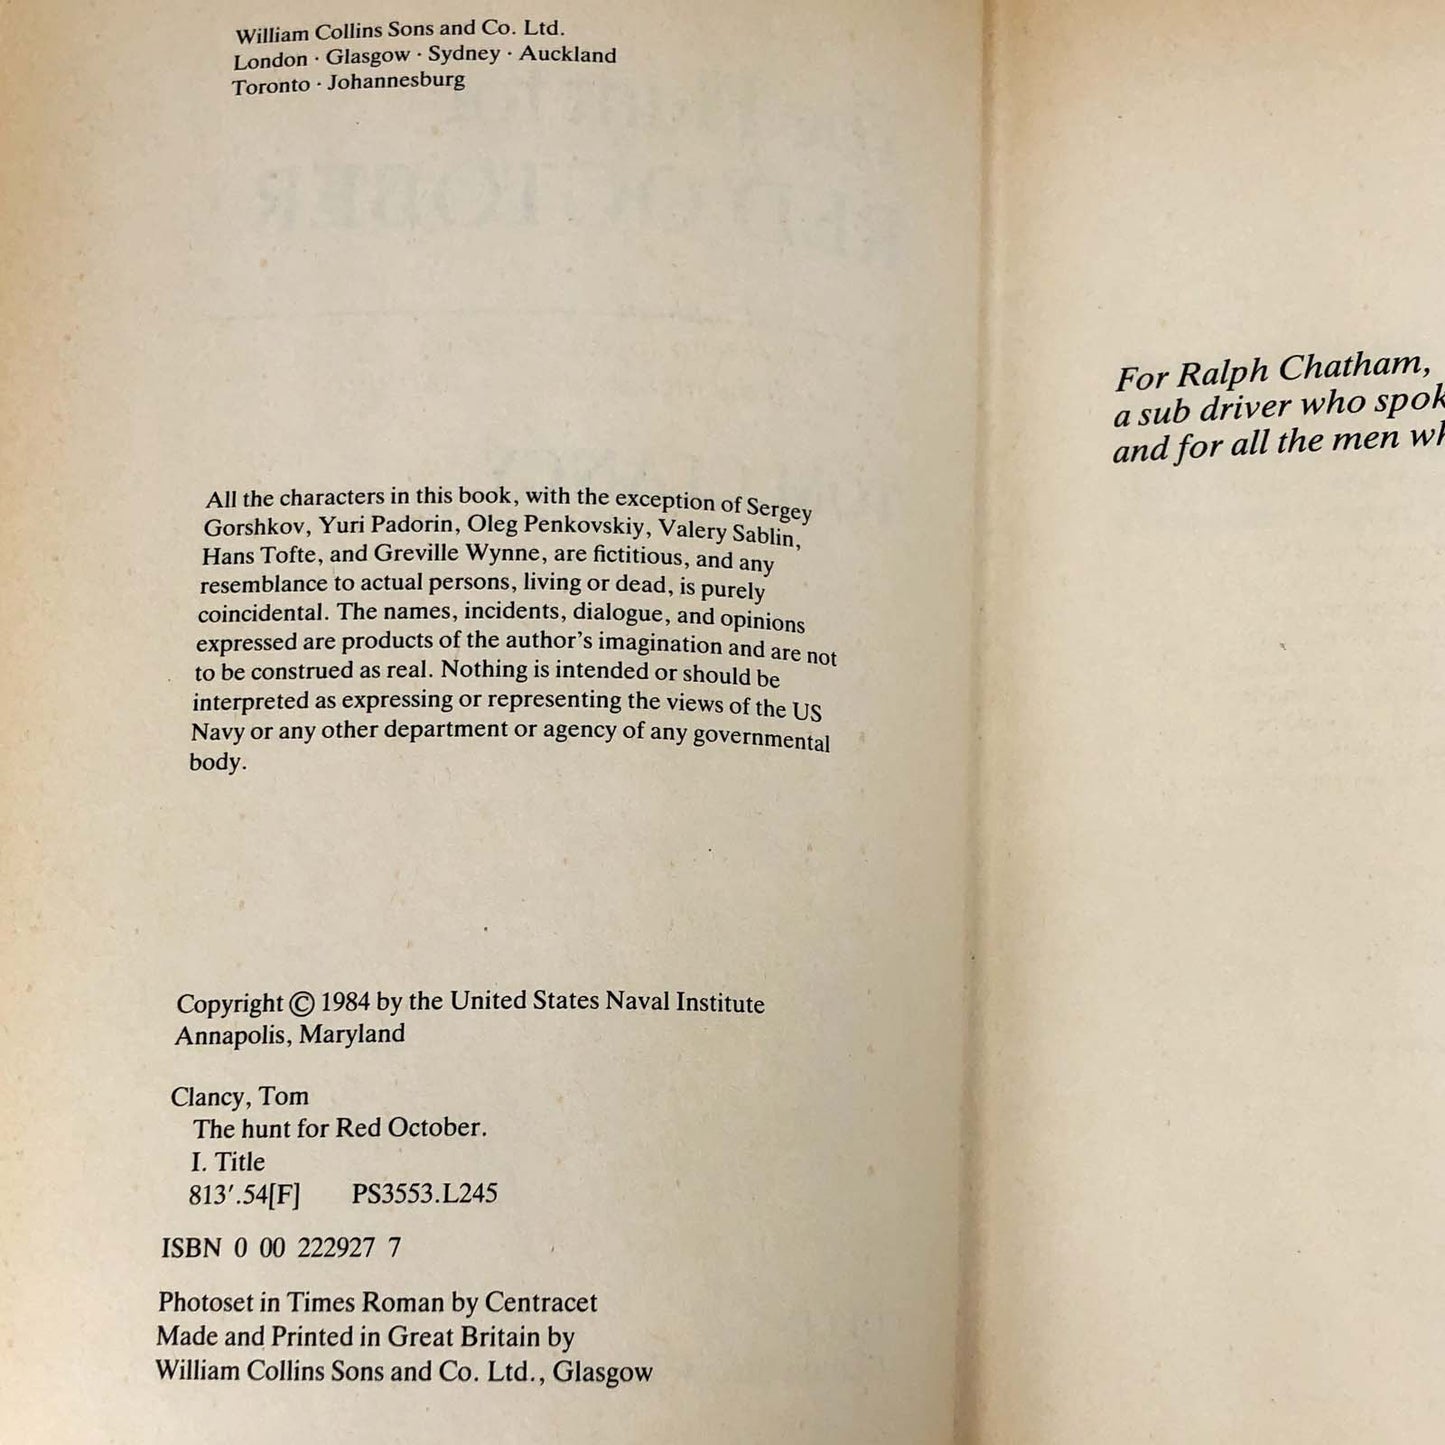 William Collins Sons and Co. Ltd.
London · Glasgow · Sydney · Auckland
Toronto · Johannesburg
All the characters in this book, with the exception of Sergey
Gorshkov, Yuri Padorin, Oleg Penkovskiy, Valery Sablin,
Hans Tofte, and Greville Wynne, are fictitious, and any
resemblance to actual persons, living or dead, is purely
coincidental. The names, incidents, dialogue, and opinions
expressed are products of the author's imagination and are not
to be construed as real. Nothing is intended or should be
interpreted as expressing or representing the views of the US
Navy or any other department or agency of any governmental
body.
Copyright © 1984 by the United States Naval Institute
Annapolis, Maryland
Clancy, Tom
The hunt for Red October.
I. Title
813'.54[F] PS3553.L245
ISBN 0 00 222927 7
Photoset in Times Roman by Centracet
Made and Printed in Great Britain by
William Collins Sons and Co. Ltd., Glasgow
For Ralph Chatham,
a sub driver who
and for all the men